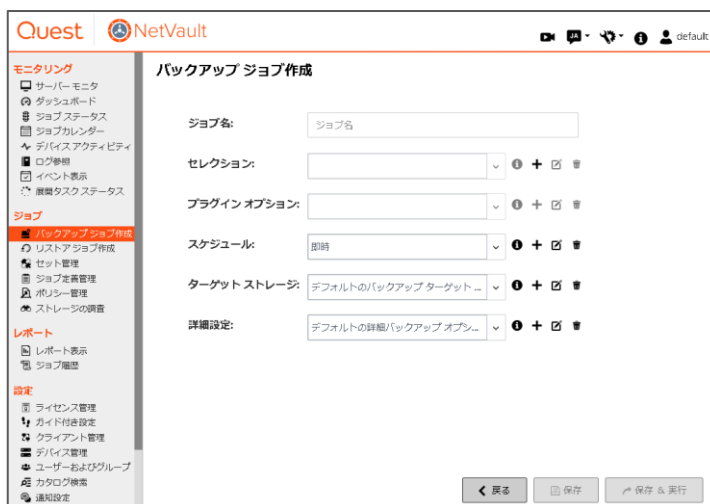 Quest NetVault
JA
default
モニタリング
サーバー モニタ
ダッシュボード
ジョブ ステータス
ジョブカレンダー
デバイス アクティビティ
ログ参照
イベント表示
展開タスク ステータス
ジョブ
バックアップ ジョブ作成
リストア ジョブ作成
セット管理
ジョブ定義管理
ポリシー管理
ストレージの調査
レポート
レポート表示
ジョブ履歴
設定
ライセンス管理
ガイド付き設定
クライアント管理
デバイス管理
ユーザーおよびグループ
カタログ検索
通知設定
バックアップ ジョブ作成
ジョブ名:
ジョブ名
セレクション:
プラグイン オプション:
スケジュール:
即時
ターゲット ストレージ:
デフォルトのバックアップ ターゲット ...
詳細設定:
デフォルトの詳細バックアップ オプシ...
戻る
保存
保存 & 実行